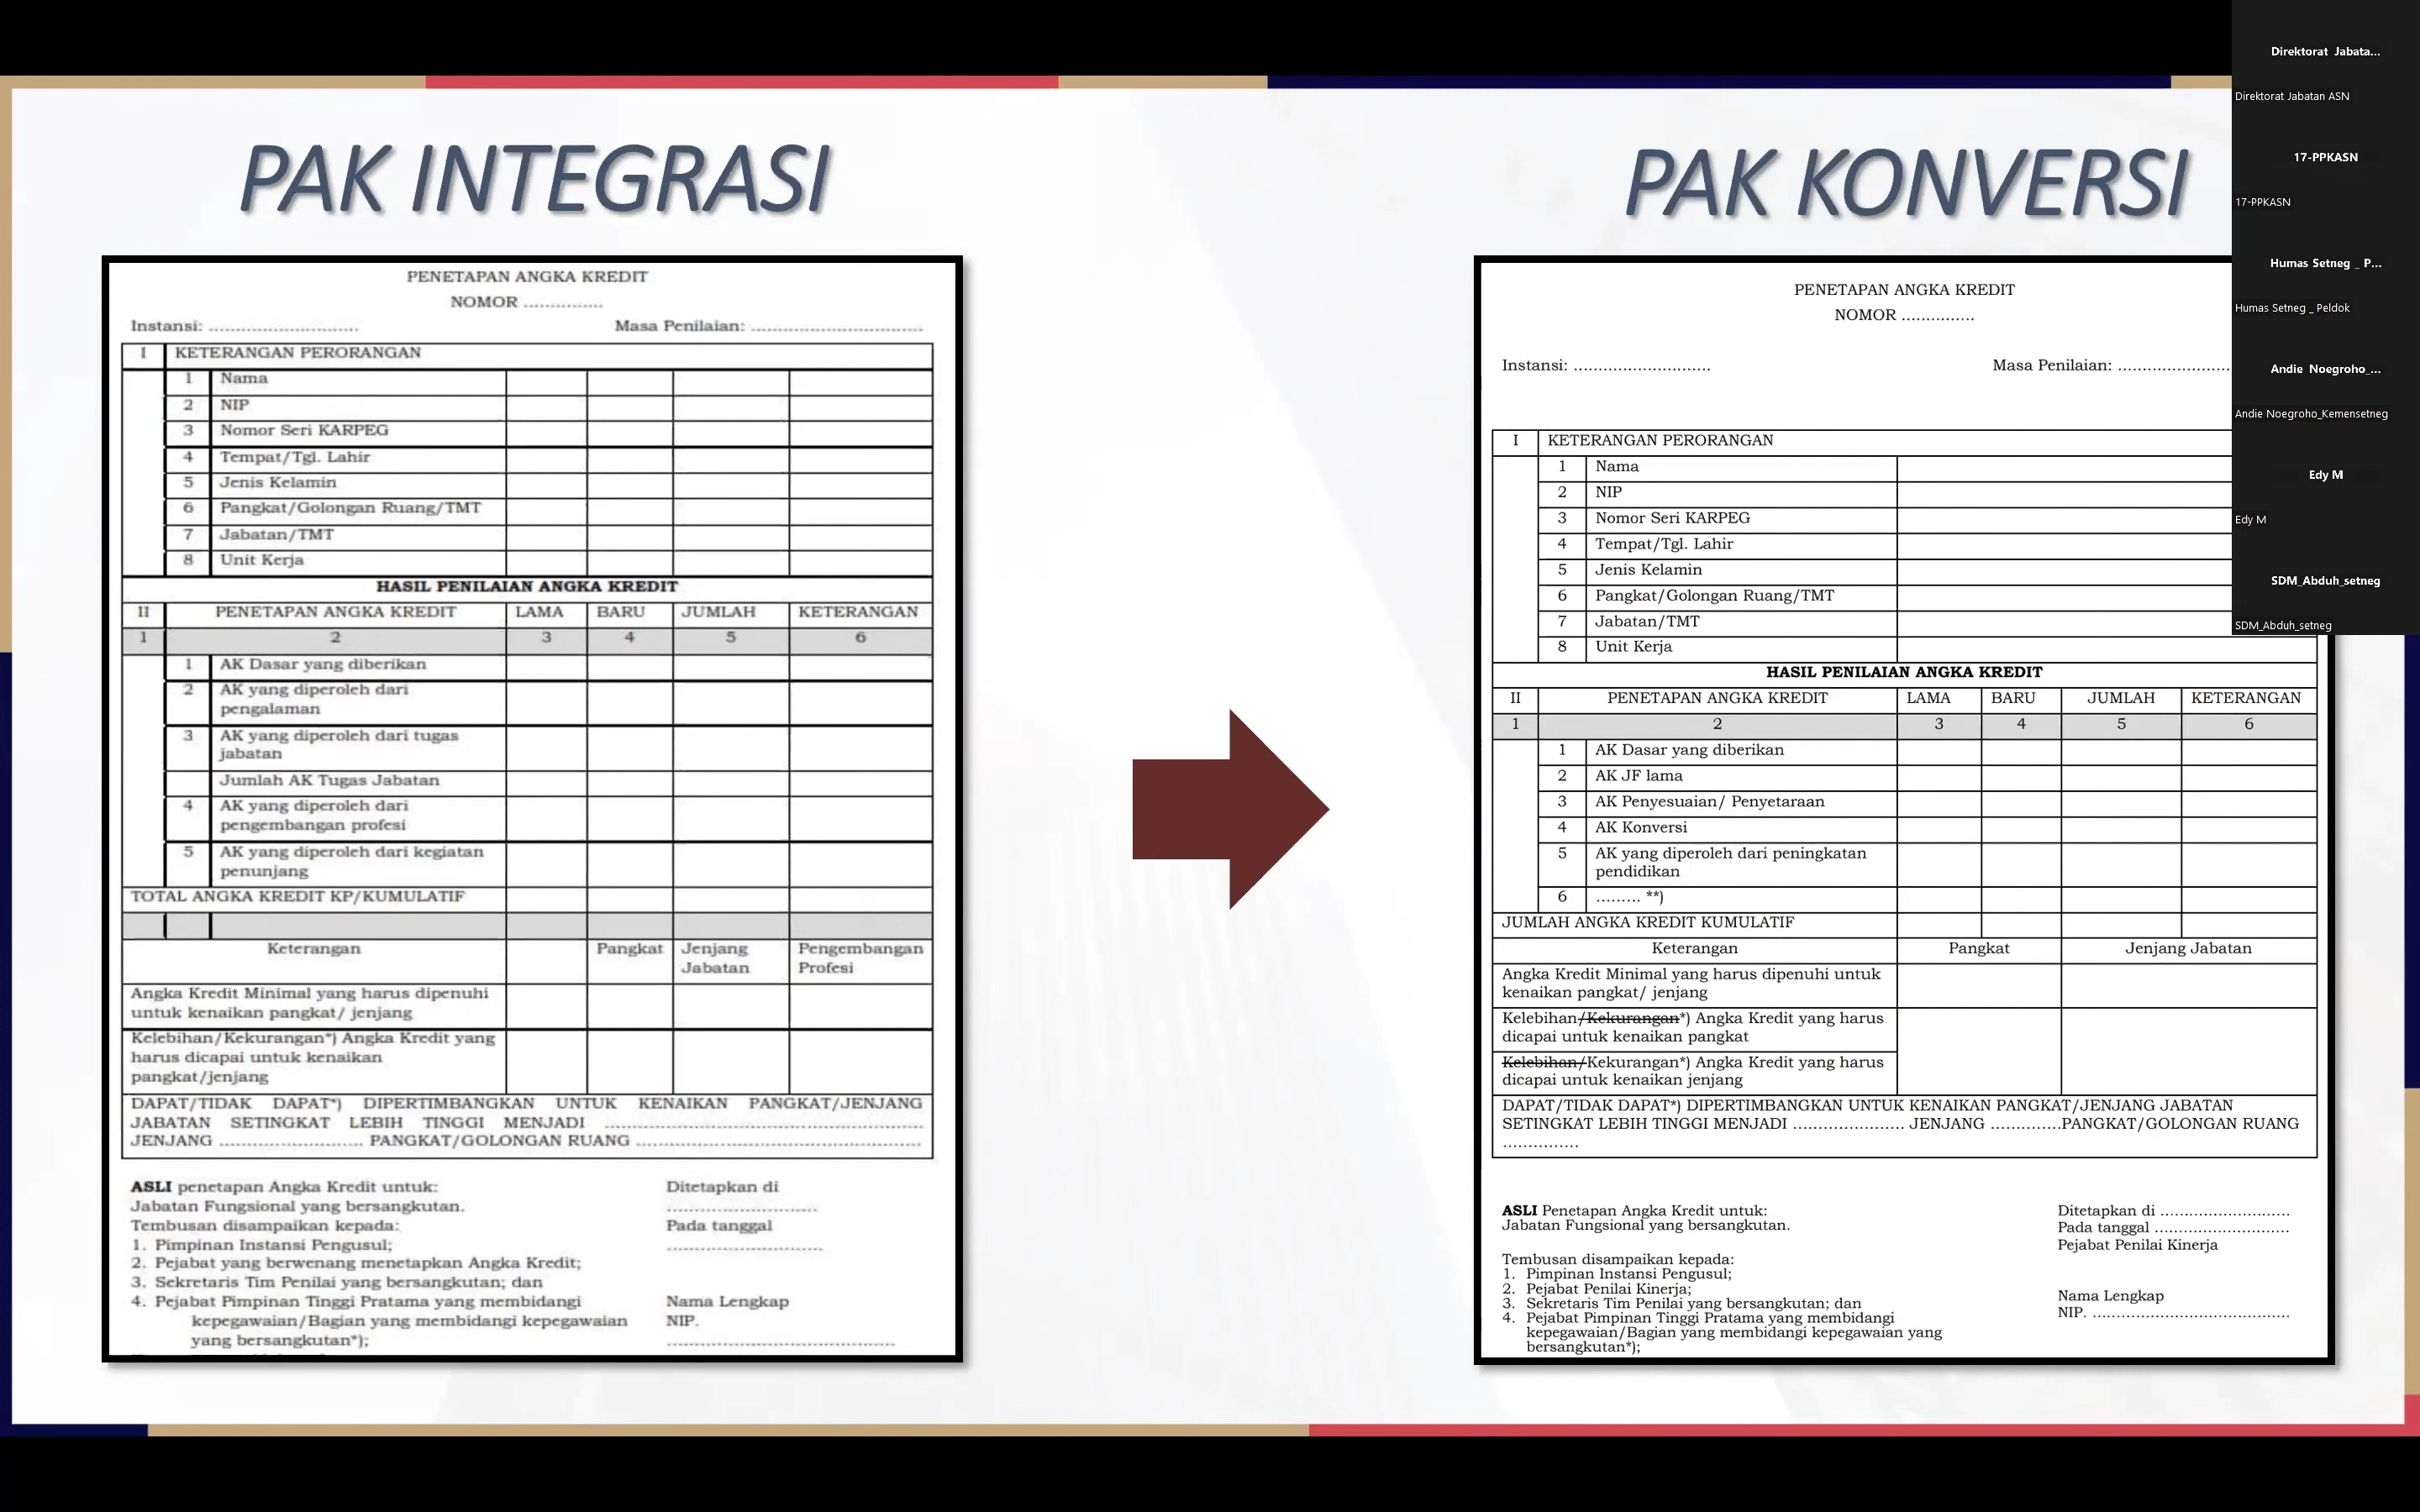 PAK INTEGRASI
PENETAPAN ANGKA KREDIT
NOMOR ...............
Instansi: ............................ Masa Penilaian: ................................
I KETERANGAN PERORANGAN
1 Nama
2 NIP
3 Nomor Seri KARPEG
4 Tempat/Tgl. Lahir
5 Jenis Kelamin
6 Pangkat/Golongan Ruang/TMT
7 Jabatan/TMT
8 Unit Kerja
HASIL PENILAIAN ANGKA KREDIT
II PENETAPAN ANGKA KREDIT LAMA BARU JUMLAH KETERANGAN
1 2 3 4 5 6
1 AK Dasar yang diberikan
2 AK yang diperoleh dari
pengalaman
3 AK yang diperoleh dari tugas
jabatan
Jumlah AK Tugas Jabatan
4 AK yang diperoleh dari
pengembangan profesi
5 AK yang diperoleh dari kegiatan
penunjang
TOTAL ANGKA KREDIT KP/KUMULATIF
Keterangan Pangkat Jenjang Jabatan Pengembangan Profesi
Angka Kredit Minimal yang harus dipenuhi
untuk kenaikan pangkat/ jenjang
Kelebihan/Kekurangan*) Angka Kredit yang
harus dicapai untuk kenaikan
pangkat/jenjang
DAPAT/TIDAK DAPAT*) DIPERTIMBANGKAN UNTUK KENAIKAN PANGKAT/JENJANG
JABATAN SETINGKAT LEBIH TINGGI MENJADI ................................
JENJANG ........................ PANGKAT/GOLONGAN RUANG ................................
ASLI penetapan Angka Kredit untuk:
Jabatan Fungsional yang bersangkutan.
Tembusan disampaikan kepada:
1. Pimpinan Instansi Pengusul;
2. Pejabat yang berwenang menetapkan Angka Kredit;
3. Sekretaris Tim Penilai yang bersangkutan; dan
4. Pejabat Pimpinan Tinggi Pratama yang membidangi
kepegawaian/Bagian yang membidangi kepegawaian
yang bersangkutan*);
Ditetapkan di
............................
Pada tanggal
............................
Nama Lengkap
NIP.
................................
PAK KONVERSI
PENETAPAN ANGKA KREDIT
NOMOR ...............
Instansi: ............................ Masa Penilaian: .......................
I KETERANGAN PERORANGAN
1 Nama
2 NIP
3 Nomor Seri KARPEG
4 Tempat/Tgl. Lahir
5 Jenis Kelamin
6 Pangkat/Golongan Ruang/TMT
7 Jabatan/TMT
8 Unit Kerja
HASIL PENILAIAN ANGKA KREDIT
II PENETAPAN ANGKA KREDIT LAMA BARU JUMLAH KETERANGAN
1 2 3 4 5 6
1 AK Dasar yang diberikan
2 AK JF lama
3 AK Penyesuaian/ Penyetaraan
4 AK Konversi
5 AK yang diperoleh dari peningkatan
pendidikan
6 ......... **)
JUMLAH ANGKA KREDIT KUMULATIF
Keterangan Pangkat Jenjang Jabatan
Angka Kredit Minimal yang harus dipenuhi untuk
kenaikan pangkat/ jenjang
Kelebihan/Kekurangan*) Angka Kredit yang harus
dicapai untuk kenaikan pangkat
Kelebihan/Kekurangan*) Angka Kredit yang harus
dicapai untuk kenaikan jenjang
DAPAT/TIDAK DAPAT*) DIPERTIMBANGKAN UNTUK KENAIKAN PANGKAT/JENJANG JABATAN
SETINGKAT LEBIH TINGGI MENJADI ....................... JENJANG ..............PANGKAT/GOLONGAN RUANG
...............
ASLI Penetapan Angka Kredit untuk:
Jabatan Fungsional yang bersangkutan.
Tembusan disampaikan kepada:
1. Pimpinan Instansi Pengusul;
2. Pejabat Penilai Kinerja;
3. Sekretaris Tim Penilai yang bersangkutan; dan
4. Pejabat Pimpinan Tinggi Pratama yang membidangi
kepegawaian/Bagian yang membidangi kepegawaian yang
bersangkutan*);
Ditetapkan di ...........................
Pada tanggal ............................
Pejabat Penilai Kinerja
Nama Lengkap
NIP. ........................................
Direktorat Jabata...
Direktorat Jabatan ASN
17-PPKASN
17-PPKASN
Humas Setneg _ P...
Humas Setneg _ Peldok
Andie Noegroho_...
Andie Noegroho_Kemensetneg
Edy M
Edy M
SDM_Abduh_setneg
SDM_Abduh_setneg